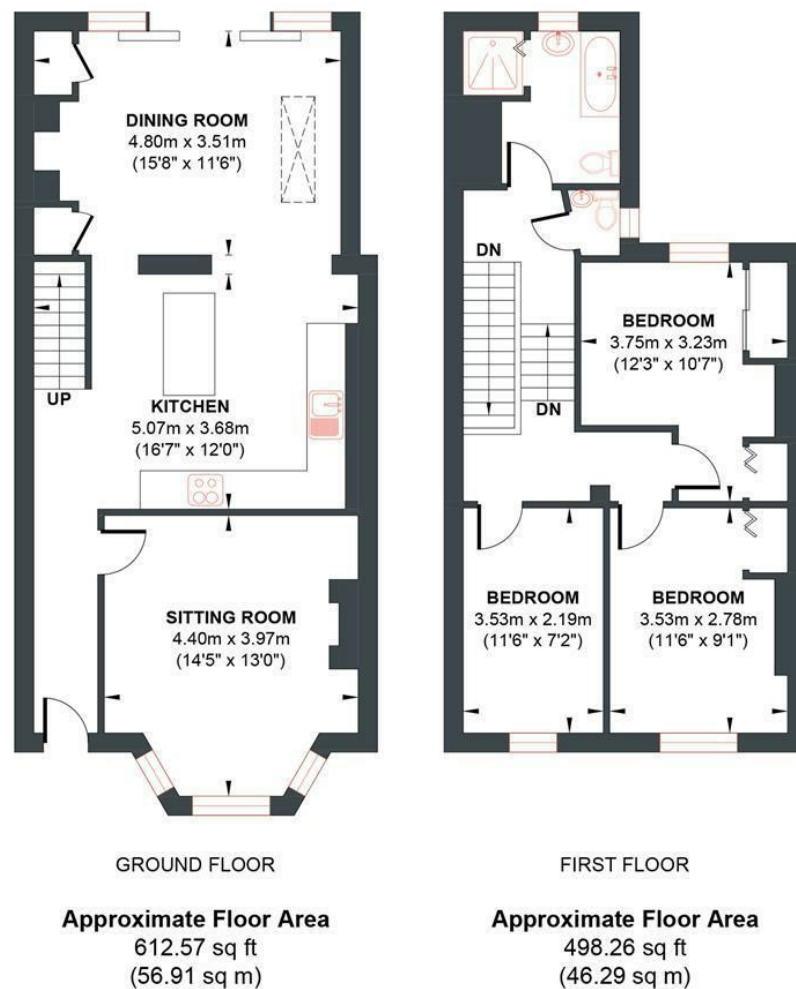 DINING ROOM
4.80m x 3.51m
(15'8" x 11'6")
UP
KITCHEN
5.07m x 3.68m
(16'7" x 12'0")
SITTING ROOM
4.40m x 3.97m
(14'5" x 13'0")
GROUND FLOOR
Approximate Floor Area
612.57 sq ft
(56.91 sq m)
DN
DN
BEDROOM
3.75m x 3.23m
(12'3" x 10'7")
BEDROOM
3.53m x 2.19m
(11'6" x 7'2")
BEDROOM
3.53m x 2.78m
(11'6" x 9'1")
FIRST FLOOR
Approximate Floor Area
498.26 sq ft
(46.29 sq m)